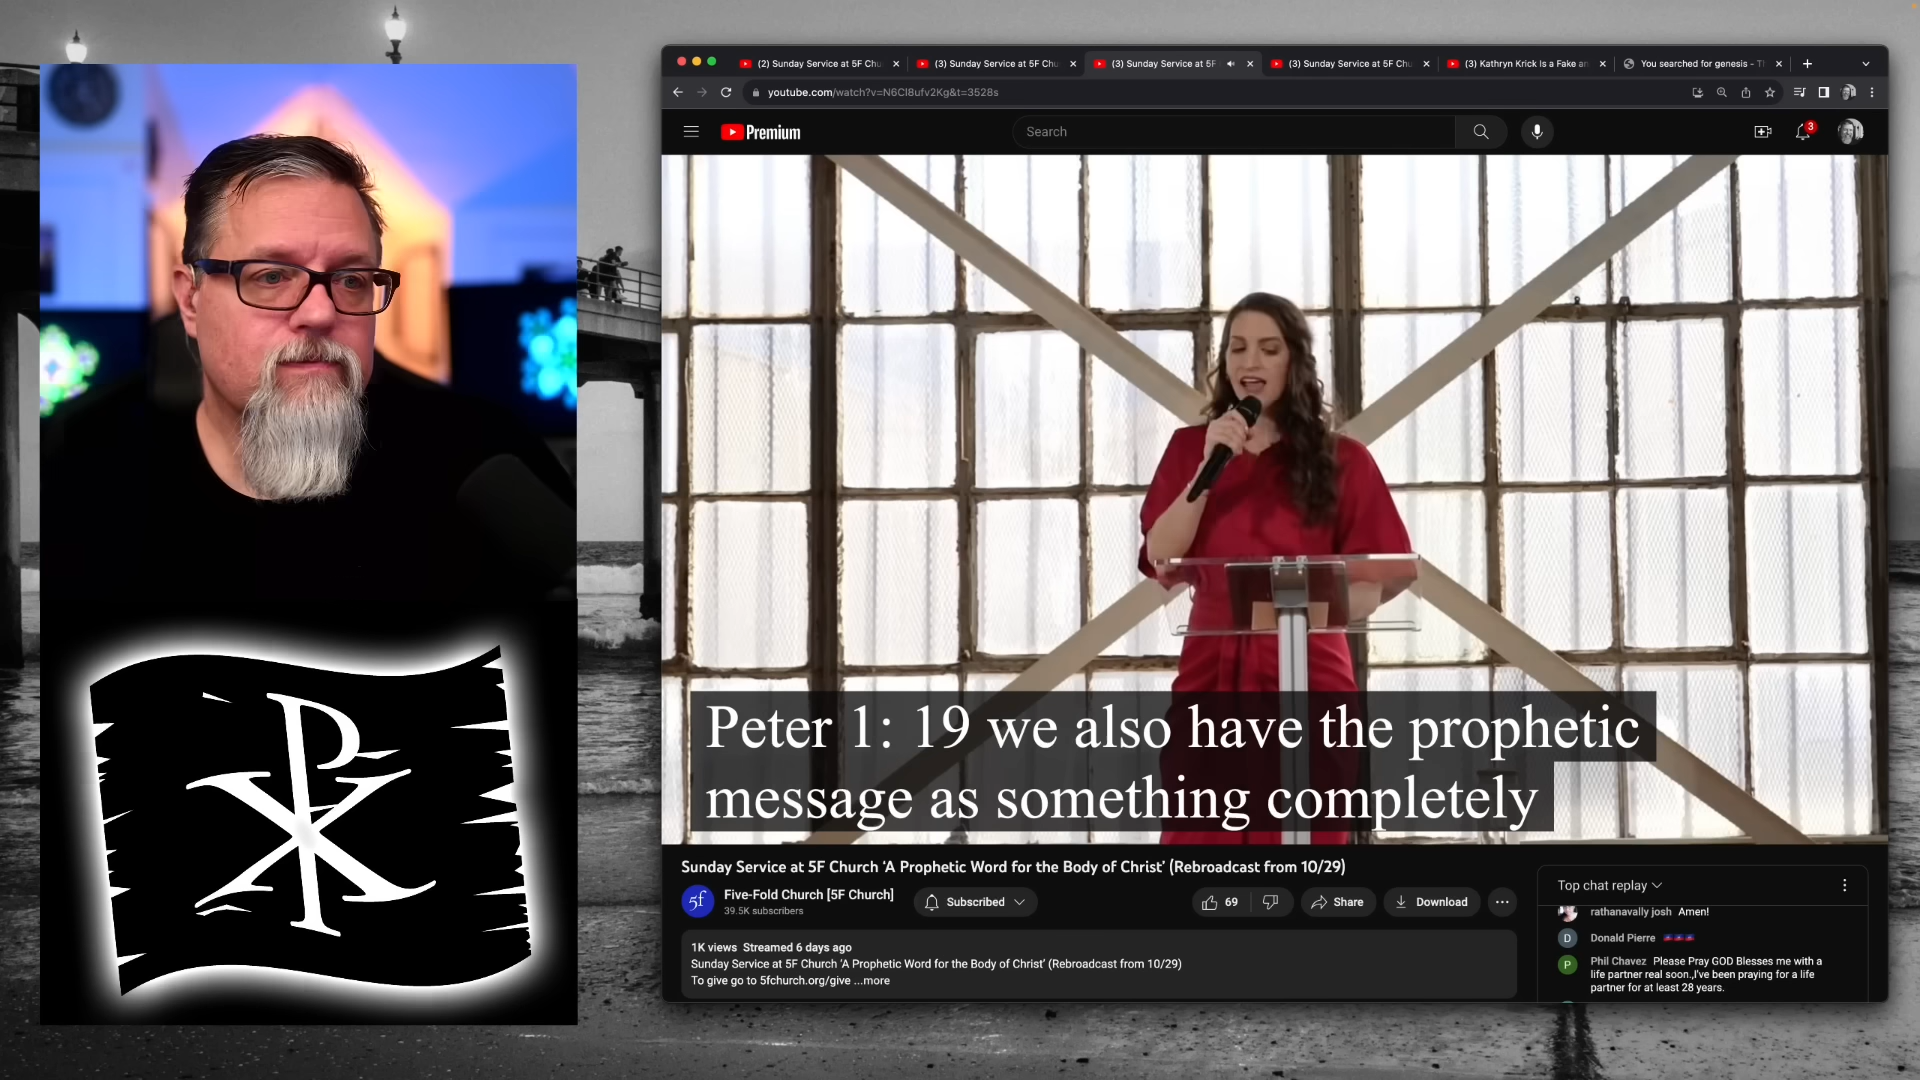 (2) Sunday Service at 5F Chu
(3) Sunday Service at 5F Chu
(3) Sunday Service at 5F
(3) Sunday Service at 5F Chu
(3) Kathryn Krick Is a Fake an
You searched for genesis - Th
youtube.com/watch?v=N6Cl8ufv2Kg&t=3528s
Premium
Search
3
Peter 1: 19 we also have the prophetic
message as something completely
Sunday Service at 5F Church 'A Prophetic Word for the Body of Christ' (Rebroadcast from 10/29)
5f
Five-Fold Church [5F Church]
39.5K subscribers
Subscribed
69
Share
Download
1K views Streamed 6 days ago
Sunday Service at 5F Church 'A Prophetic Word for the Body of Christ' (Rebroadcast from 10/29)
To give go to 5fchurch.org/give ...more
Top chat replay
rathanavally josh Amen!
D Donald Pierre
P Phil Chavez Please Pray GOD Blesses me with a
life partner real soon.,I've been praying for a life
partner for at least 28 years.